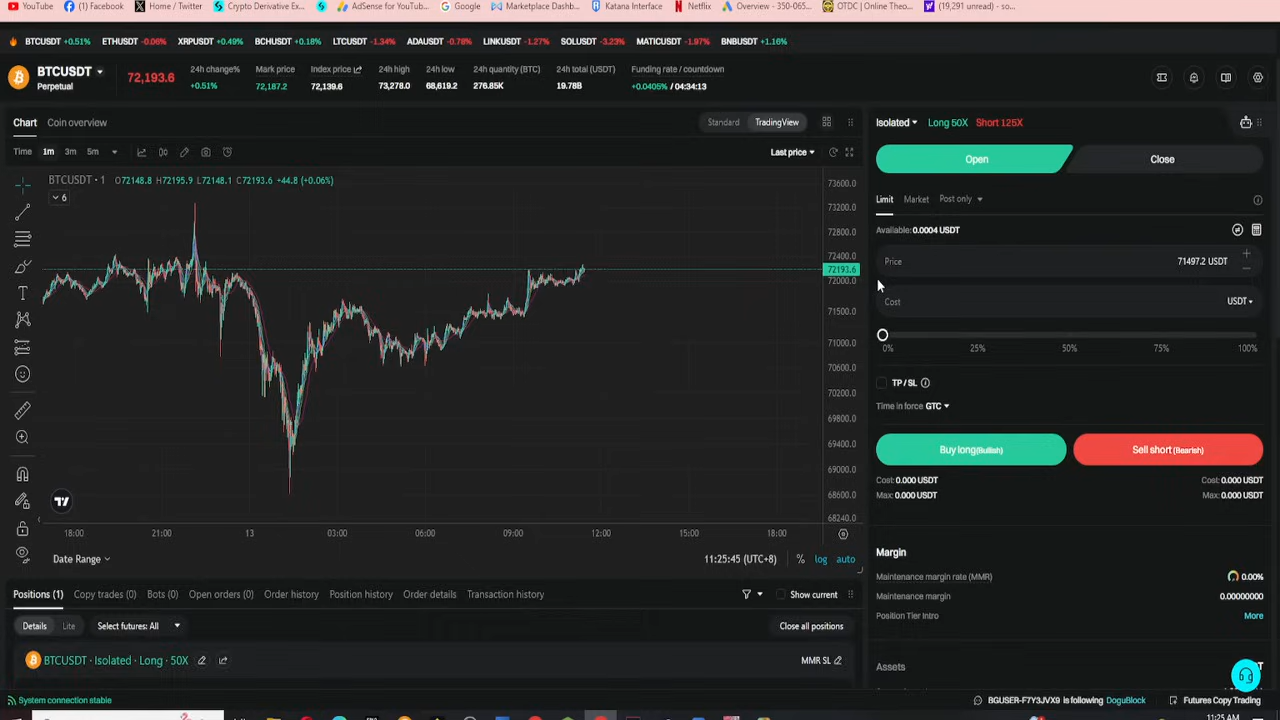 YouTube (1) Facebook Home / Twitter Crypto Derivative Ex... AdSense for YouTub... Google Marketplace Dashb... Katana Interface Netflix Overview - 350-065... OTDC | Online Theo... (19,291 unread) - so...
BTCUSDT +0.51% ETHUSDT -0.06% XRPUSDT +0.49% BCHUSDT +0.18% LTCUSDT -1.34% ADAUSDT -0.78% LINKUSDT -1.27% SOLUSDT -3.23% MATICUSDT -1.97% BNBUSDT +1.16%
BTCUSDT 72,193.6 24h change% Mark price Index price 24h high 24h low 24h quantity (BTC) 24h total (USDT) Funding rate / countdown
Perpetual +0.51% 72,187.2 72,139.6 73,278.0 68,619.2 276.85K 19.78B +0.0405% / 04:34:13
Chart Coin overview Standard TradingView
Time 1m 3m 5m Last price
BTCUSDT · 1 O72148.8 H72195.9 L72148.1 C72193.6 +44.8 (+0.06%)
6
73600.0
73200.0
72800.0
72400.0
72193.6
72000.0
71500.0
71000.0
70600.0
70200.0
69800.0
69400.0
69000.0
68600.0
68240.0
18:00 21:00 13 03:00 06:00 09:00 12:00 15:00 18:00
Date Range 11:25:45 (UTC+8) % log auto
Isolated Long 50X Short 125X
Open Close
Limit Market Post only
Available: 0.0004 USDT
Price 71497.2 USDT
Cost USDT
0% 25% 50% 75% 100%
TP / SL
Time in force GTC
Buy long(Bullish) Sell short (Bearish)
Cost: 0.000 USDT Cost: 0.000 USDT
Max: 0.000 USDT Max: 0.000 USDT
Margin
Maintenance margin rate (MMR) 0.00%
Maintenance margin 0.00000000
Position Tier Intro More
Assets
Positions (1) Copy trades (0) Bots (0) Open orders (0) Order history Position history Order details Transaction history Show current
Details Lite Select futures: All Close all positions
BTCUSDT · Isolated · Long · 50X MMR SL
System connection stable BGUSER-F7Y3JVX9 is following DoguBlock Futures Copy Trading
11:25 AM